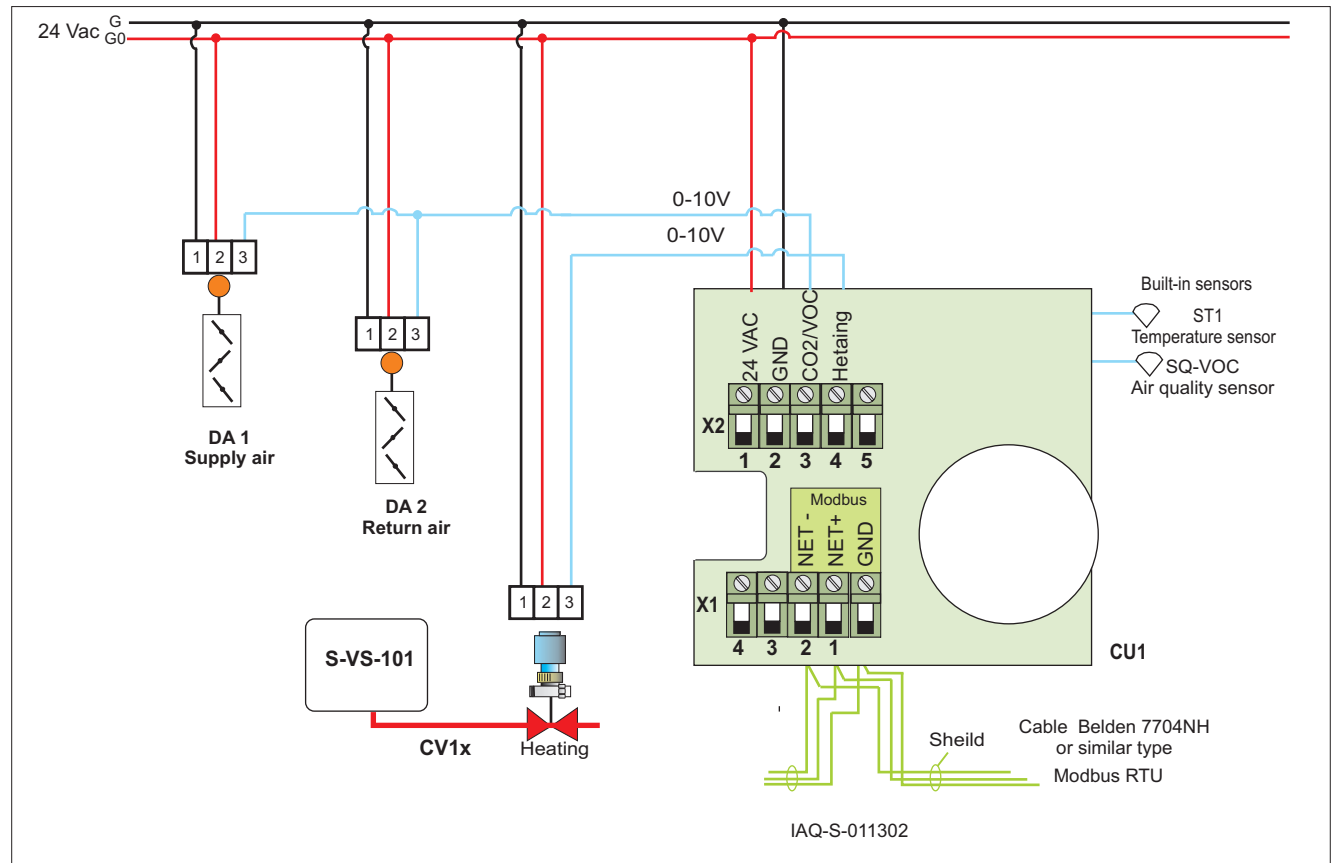 24 Vac
G
G0
0-10V
0-10V
1 2 3
1 2 3
DA 1
Supply air
DA 2
Return air
1 2 3
S-VS-101
CV1x
Heating
24 VAC
GND
CO2/VOC
Hetaing
X2
1 2 3 4 5
Modbus
NET -
NET+
GND
X1
4 3 2 1
CU1
Built-in sensors
ST1
Temperature sensor
SQ-VOC
Air quality sensor
Sheild
Cable Belden 7704NH
or similar type
Modbus RTU
IAQ-S-011302